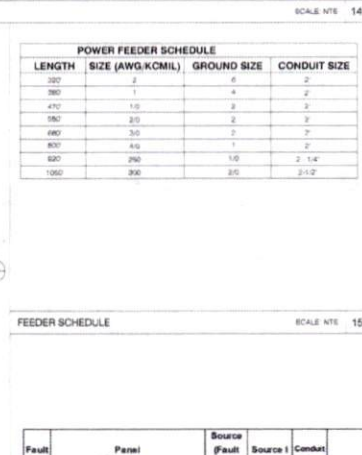 SCALE NTS 14
POWER FEEDER SCHEDULE
LENGTH SIZE (AWG/KCMIL) GROUND SIZE CONDUIT SIZE
320' 2 6 2"
380' 1 4 2"
470' 1/0 2 2"
550' 2/0 2 2"
680' 3/0 2 2"
800' 4/0 1 2"
920' 250 1/0 2 1/4"
1050' 300 2/0 2-1/2"
FEEDER SCHEDULE SCALE NTS 15
Source
Fault Panel (Fault Source I Conduit